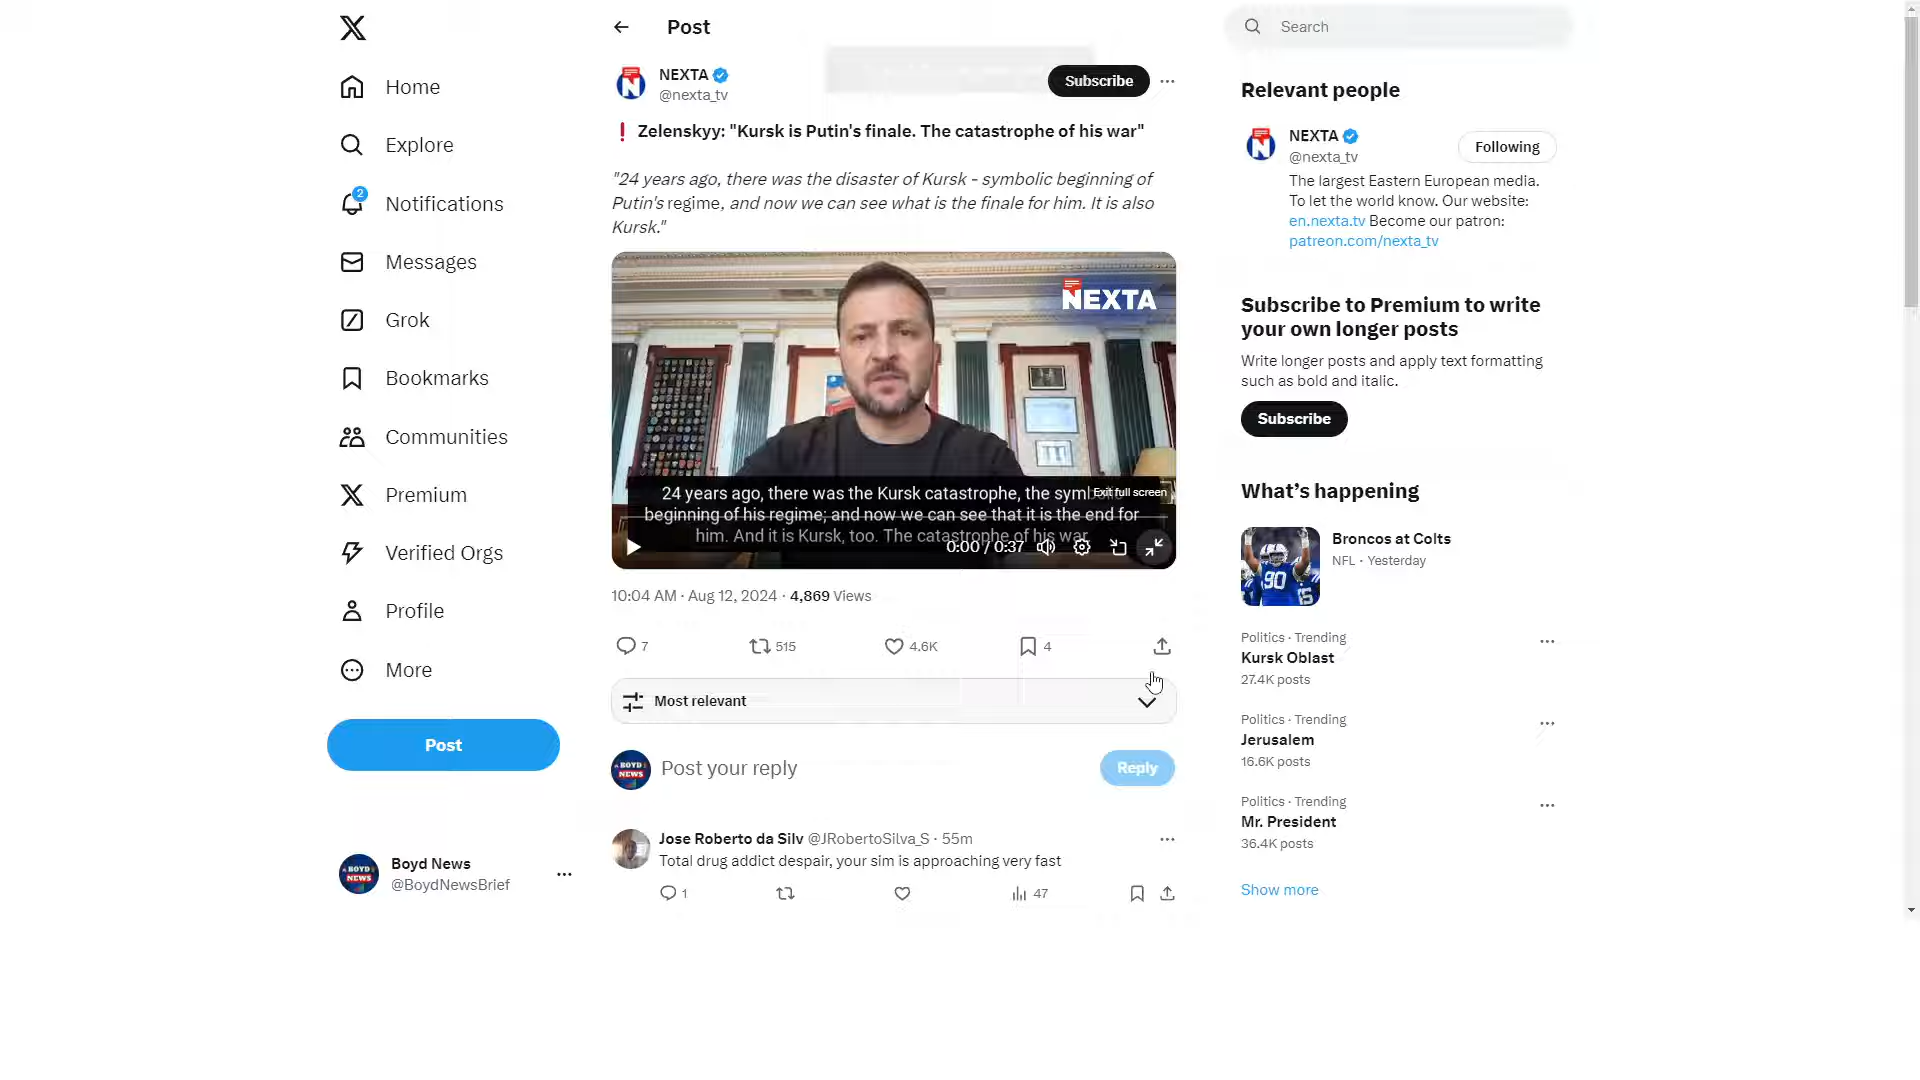 Home
Explore
2
Notifications
Messages
Grok
Bookmarks
Communities
Premium
Verified Orgs
Profile
More
Post
BOYD
NEWS
Boyd News
@BoydNewsBrief
Post
NEXTA
@nexta_tv
Subscribe
❗ Zelenskyy: "Kursk is Putin's finale. The catastrophe of his war"
"24 years ago, there was the disaster of Kursk - symbolic beginning of
Putin's regime, and now we can see what is the finale for him. It is also
Kursk."
NEXTA
24 years ago, there was the Kursk catastrophe, the symbolic
Exit full screen
beginning of his regime; and now we can see that it is the end for
him. And it is Kursk, too. The catastrophe of his war
0:00 / 0:37
10:04 AM · Aug 12, 2024 · 4,869 Views
7 515 4.6K 4
Most relevant
BOYD
NEWS
Post your reply
Reply
Jose Roberto da Silv @JRobertoSilva_S · 55m
Total drug addict despair, your sim is approaching very fast
1 47
Search
Relevant people
NEXTA
@nexta_tv
Following
The largest Eastern European media.
To let the world know. Our website:
en.nexta.tv Become our patron:
patreon.com/nexta_tv
Subscribe to Premium to write
your own longer posts
Write longer posts and apply text formatting
such as bold and italic.
Subscribe
What's happening
90
Broncos at Colts
NFL · Yesterday
Politics · Trending
Kursk Oblast
27.4K posts
Politics · Trending
Jerusalem
16.6K posts
Politics · Trending
Mr. President
36.4K posts
Show more